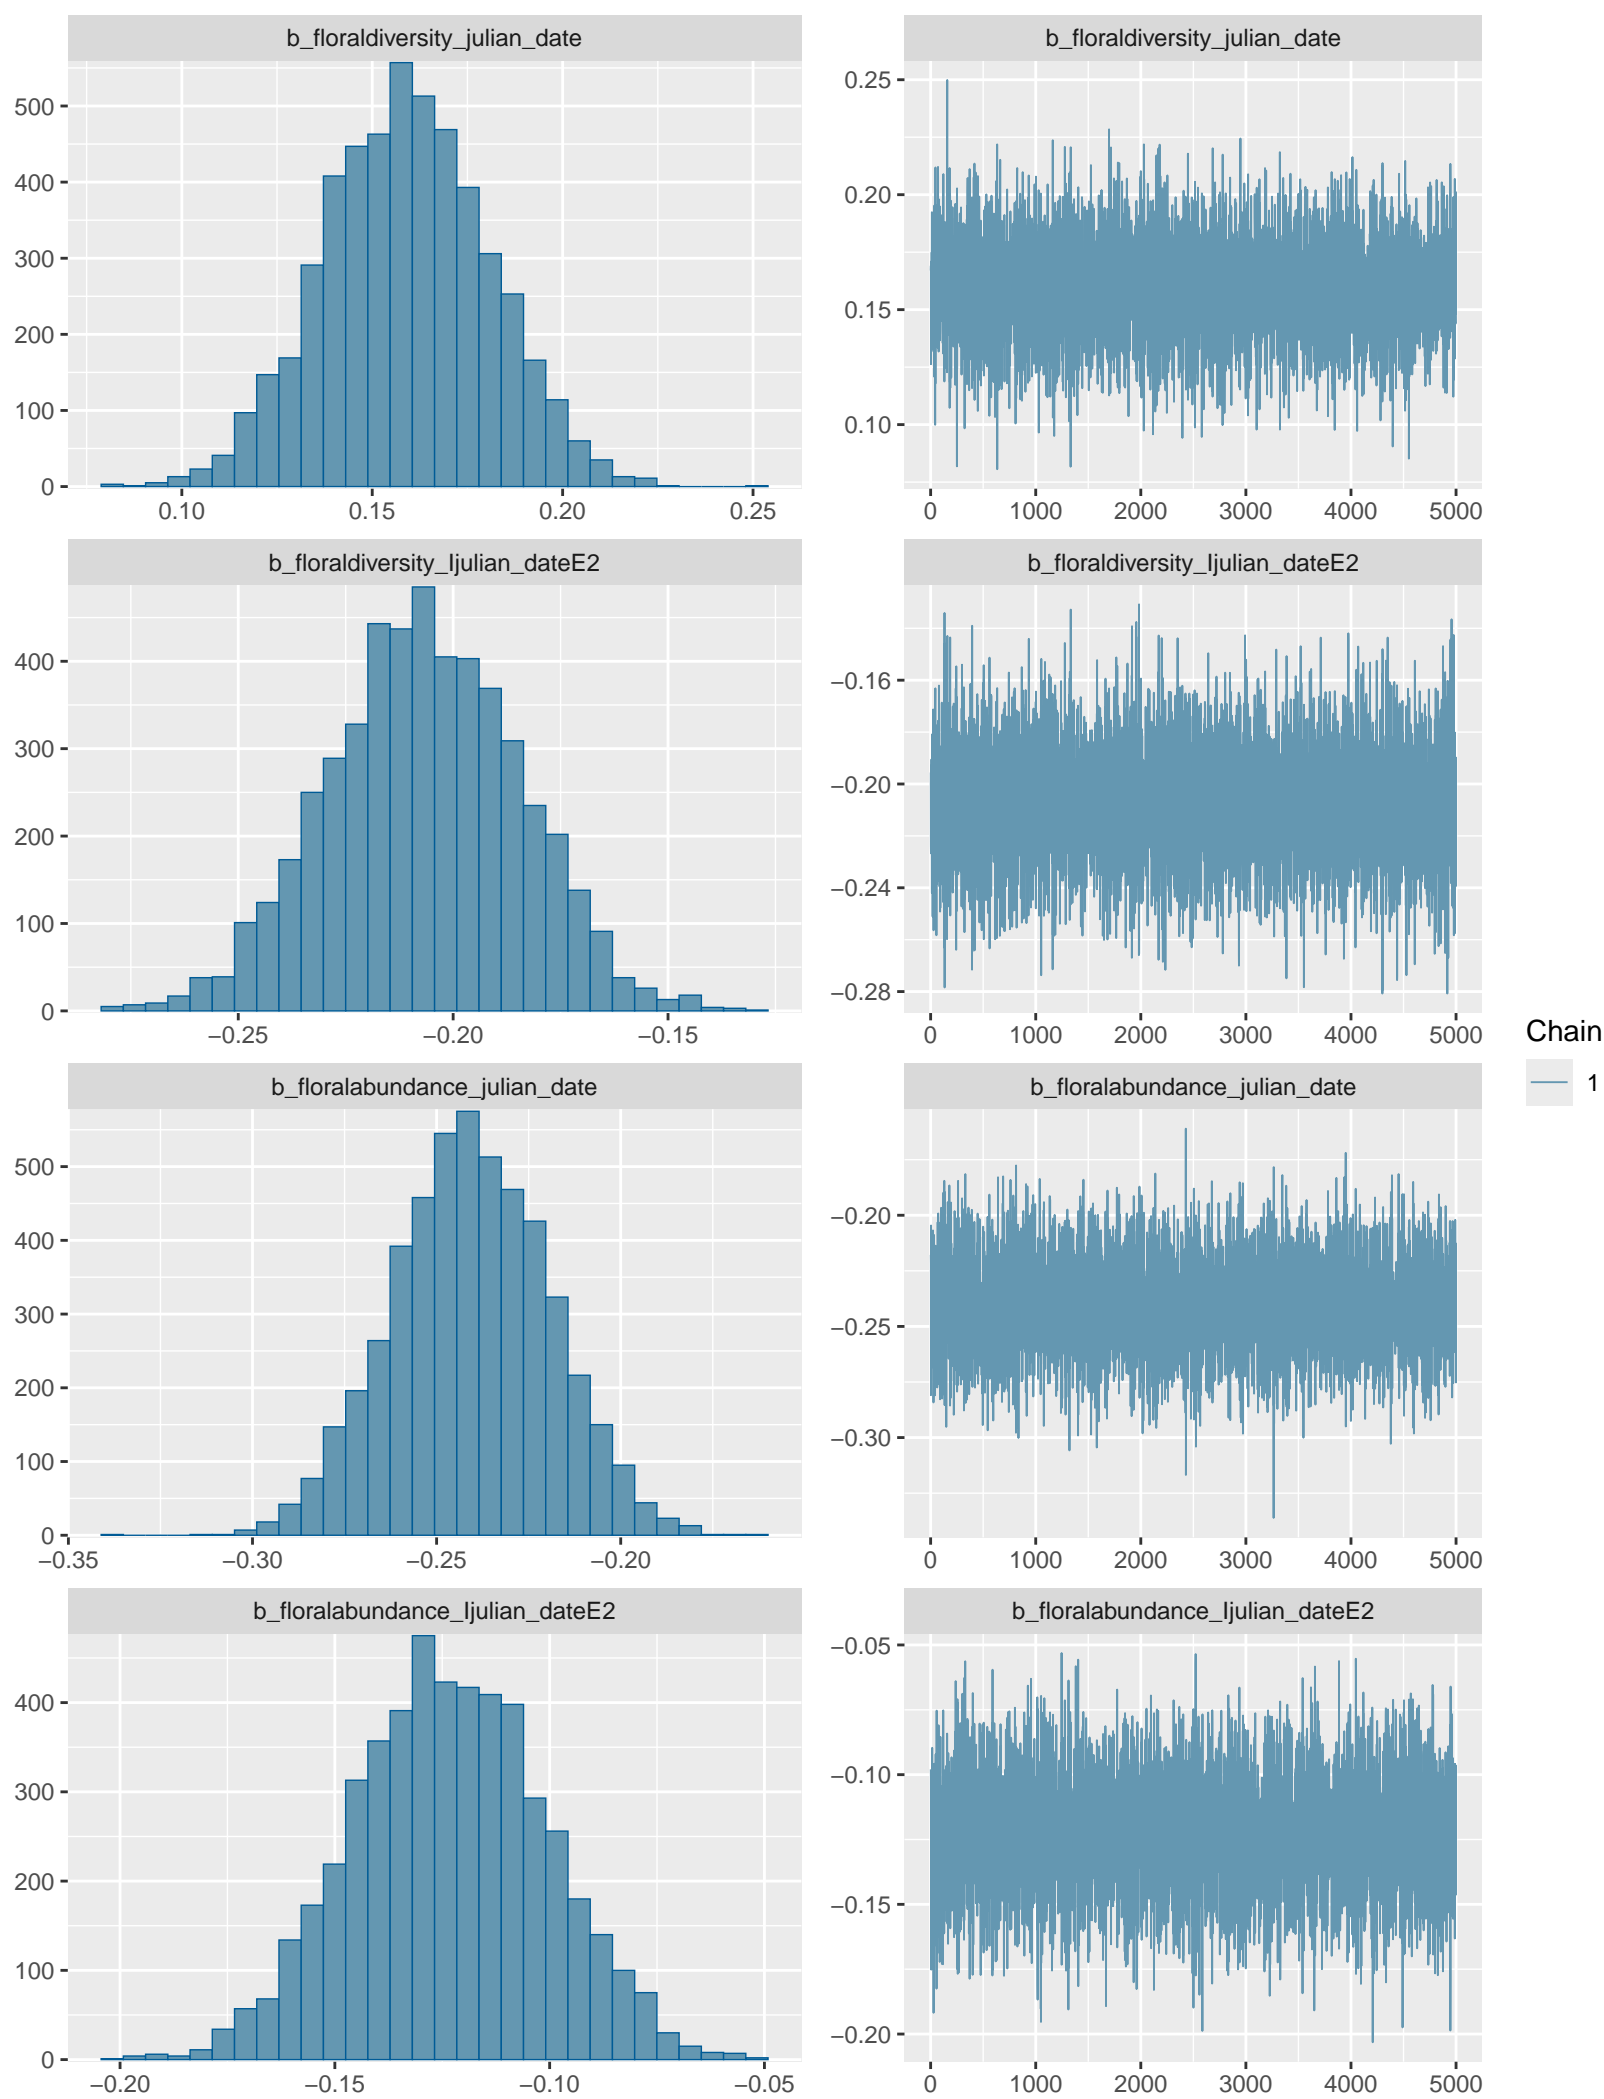 b_floraldiversity_julian_date
500
400
300
200
100
0
0.10 0.15 0.20 0.25
b_floraldiversity_julian_date
0.25
0.20
0.15
0.10
0 1000 2000 3000 4000 5000
b_floraldiversity_Ijulian_dateE2
400
300
200
100
0
−0.25 −0.20 −0.15
b_floraldiversity_Ijulian_dateE2
−0.16
−0.20
−0.24
−0.28
0 1000 2000 3000 4000 5000
b_floralabundance_julian_date
500
400
300
200
100
0
−0.35 −0.30 −0.25 −0.20
b_floralabundance_julian_date
−0.20
−0.25
−0.30
0 1000 2000 3000 4000 5000
b_floralabundance_Ijulian_dateE2
400
300
200
100
0
−0.20 −0.15 −0.10 −0.05
b_floralabundance_Ijulian_dateE2
−0.05
−0.10
−0.15
−0.20
0 1000 2000 3000 4000 5000
Chain
1